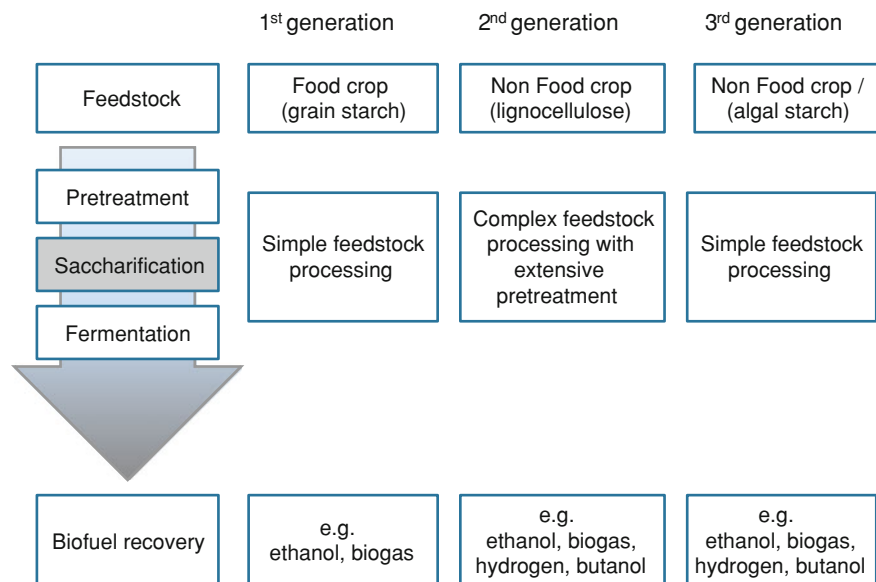 1st generation
2nd generation
3rd generation
Feedstock
Food crop
(grain starch)
Non Food crop
(lignocellulose)
Non Food crop /
(algal starch)
Pretreatment
Saccharification
Fermentation
Simple feedstock
processing
Complex feedstock
processing with
extensive
pretreatment
Simple feedstock
processing
Biofuel recovery
e.g.
ethanol, biogas
e.g.
ethanol, biogas,
hydrogen, butanol
e.g.
ethanol, biogas,
hydrogen, butanol